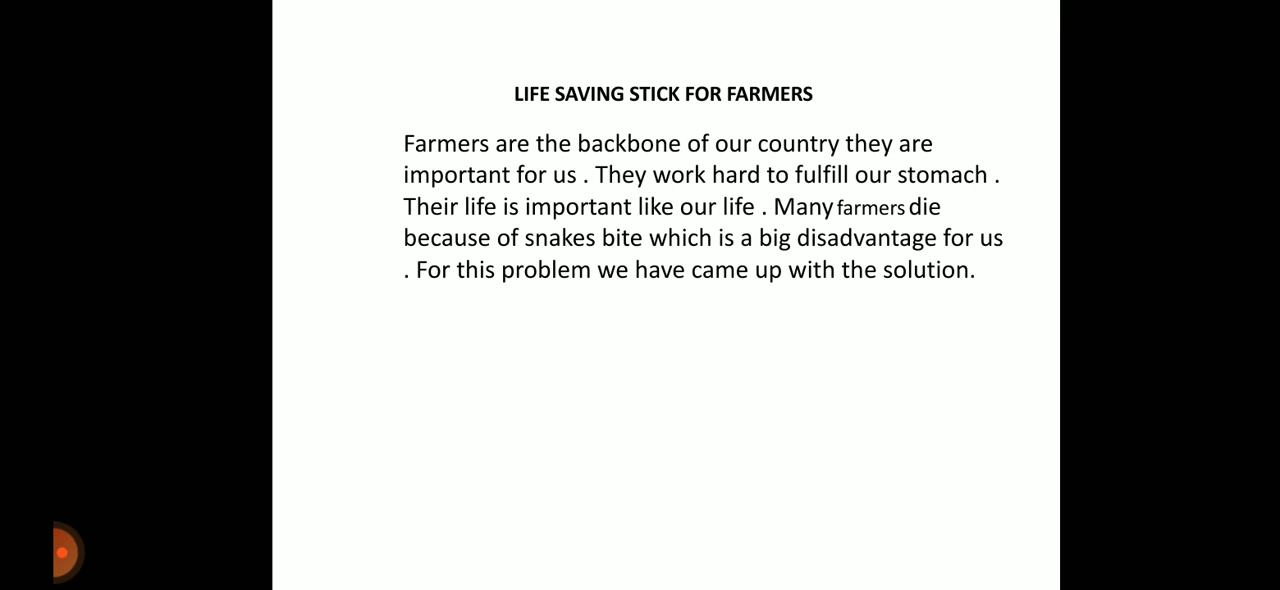 LIFE SAVING STICK FOR FARMERS
Farmers are the backbone of our country they are
important for us . They work hard to fulfill our stomach .
Their life is important like our life . Many farmers die
because of snakes bite which is a big disadvantage for us
. For this problem we have came up with the solution.